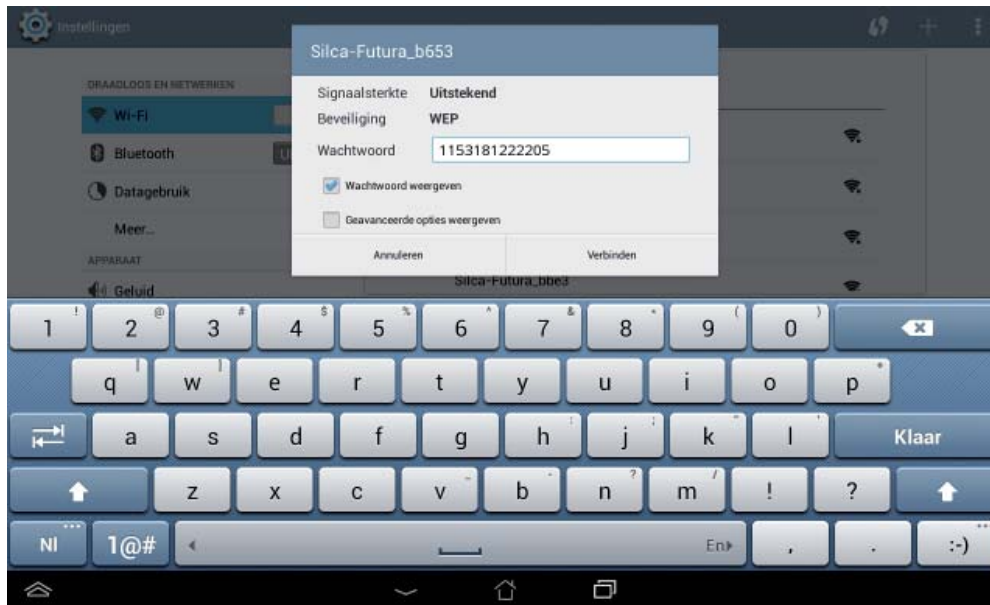 Instellingen
Silca-Futura_b653
DRAADLOOS EN NETWERKEN
Signaalsterkte Uitstekend
Wi-Fi
Beveiliging WEP
Bluetooth
Wachtwoord 1153181222205
Datagebruik
Wachtwoord weergeven
Meer...
Geavanceerde opties weergeven
APPARAAT
Annuleren Verbinden
Geluid
Silca-Futura_bbe3
1 ! 2 @ 3 # 4 $ 5 % 6 ^ 7 & 8 * 9 ( 0 )
q w e r t y u i o p
a s d f g h j k l Klaar
z x c v b n ? m / ! ?
Nl 1@# En , . :-)